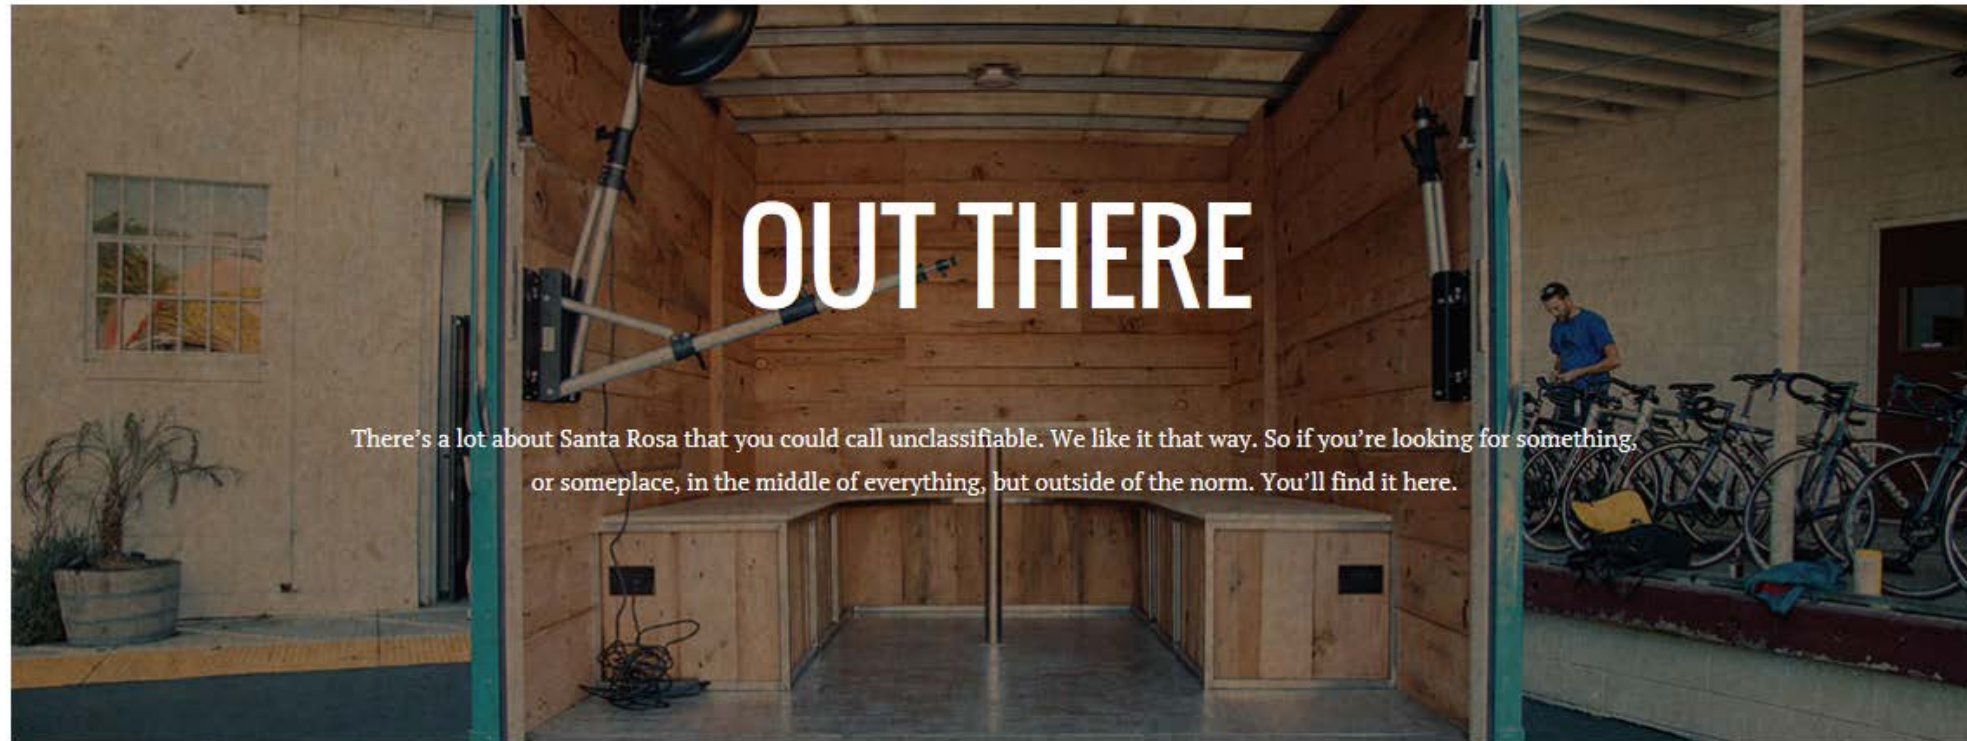 OUT THERE
There’s a lot about Santa Rosa that you could call unclassifiable. We like it that way. So if you’re looking for something,
or someplace, in the middle of everything, but outside of the norm. You’ll find it here.